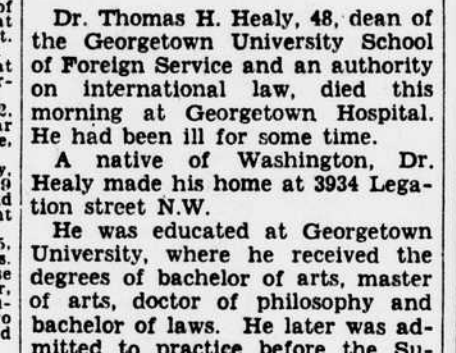 Dr. Thomas H. Healy, 48, dean of
the Georgetown University School
of Foreign Service and an authority
on international law, died this
morning at Georgetown Hospital.
He had been ill for some time.
A native of Washington, Dr.
Healy made his home at 3934 Lega-
tion street N.W.
He was educated at Georgetown
University, where he received the
degrees of bachelor of arts, master
of arts, doctor of philosophy and
bachelor of laws. He later was ad-
mitted to practice before the Su-